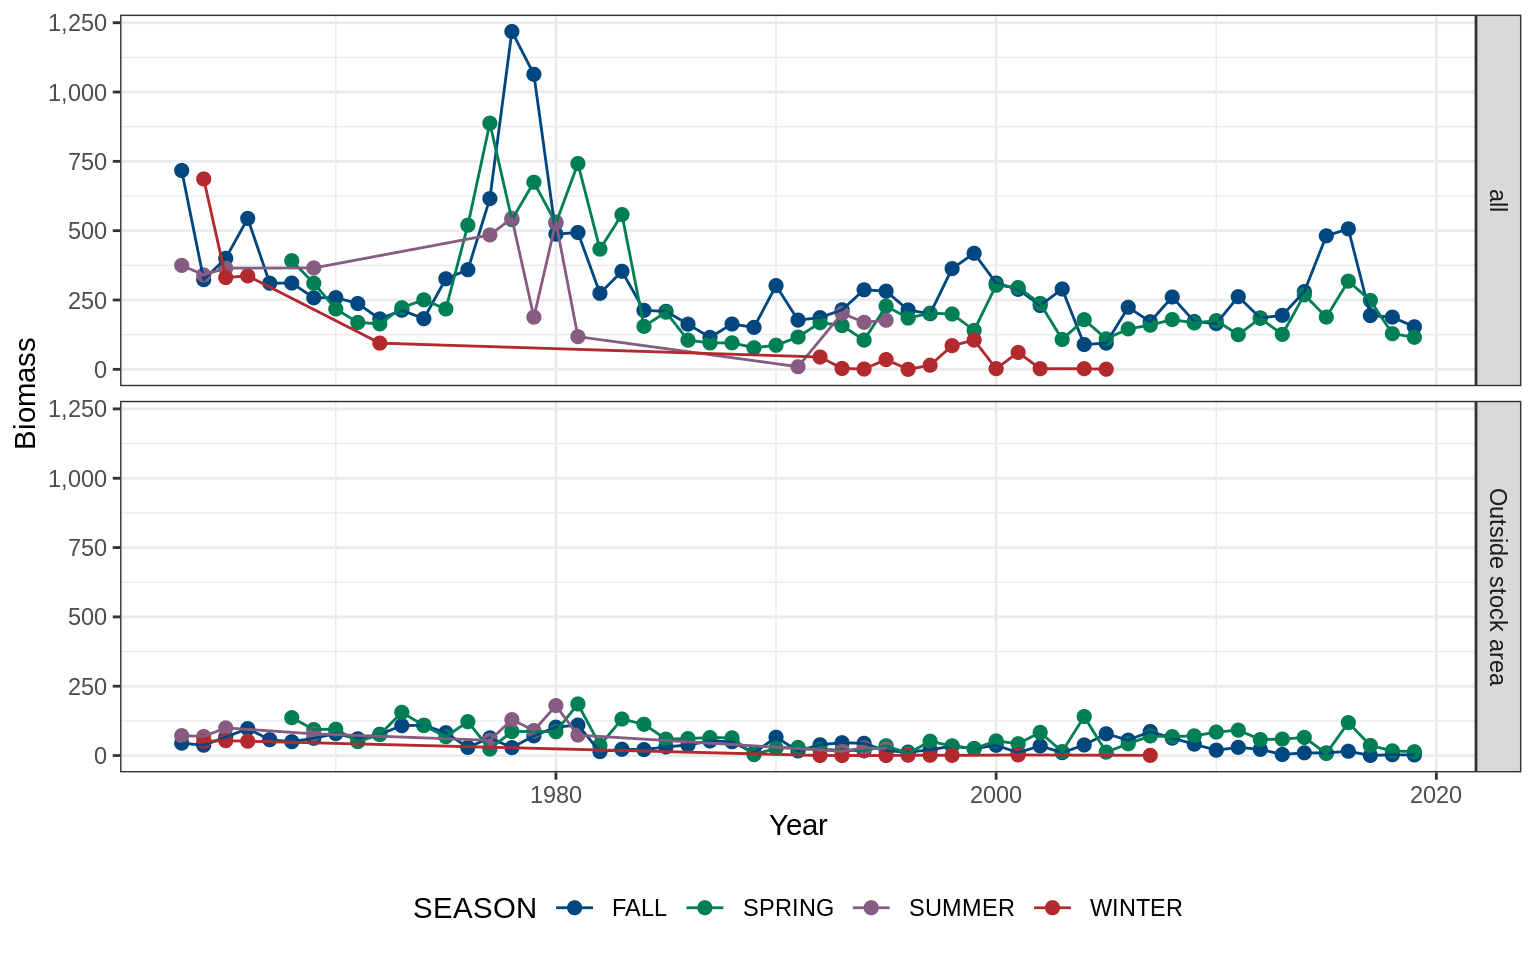 1,250
1,000
750
500
250
0
all
1,250
1,000
750
500
250
0
Outside stock area
Biomass
1980 2000 2020
Year
SEASON FALL SPRING SUMMER WINTER